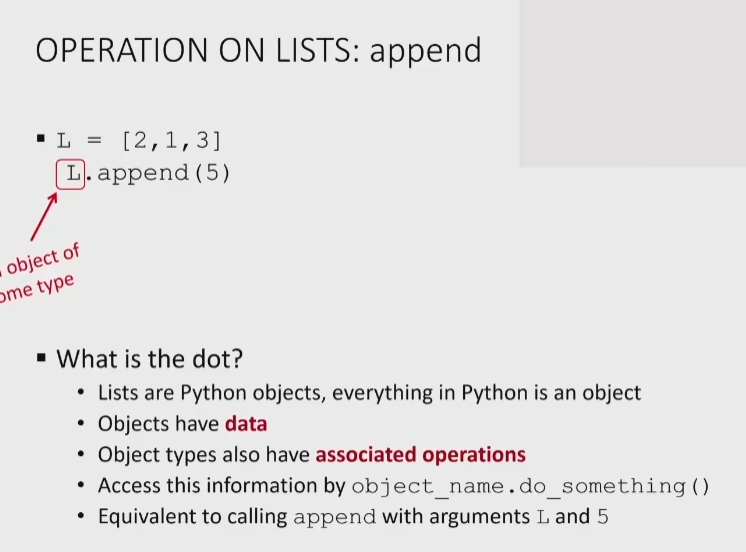 OPERATION ON LISTS: append
▪ L = [2,1,3]
L.append(5)
object of
ome type
▪ What is the dot?
• Lists are Python objects, everything in Python is an object
• Objects have data
• Object types also have associated operations
• Access this information by object_name.do_something()
• Equivalent to calling append with arguments L and 5